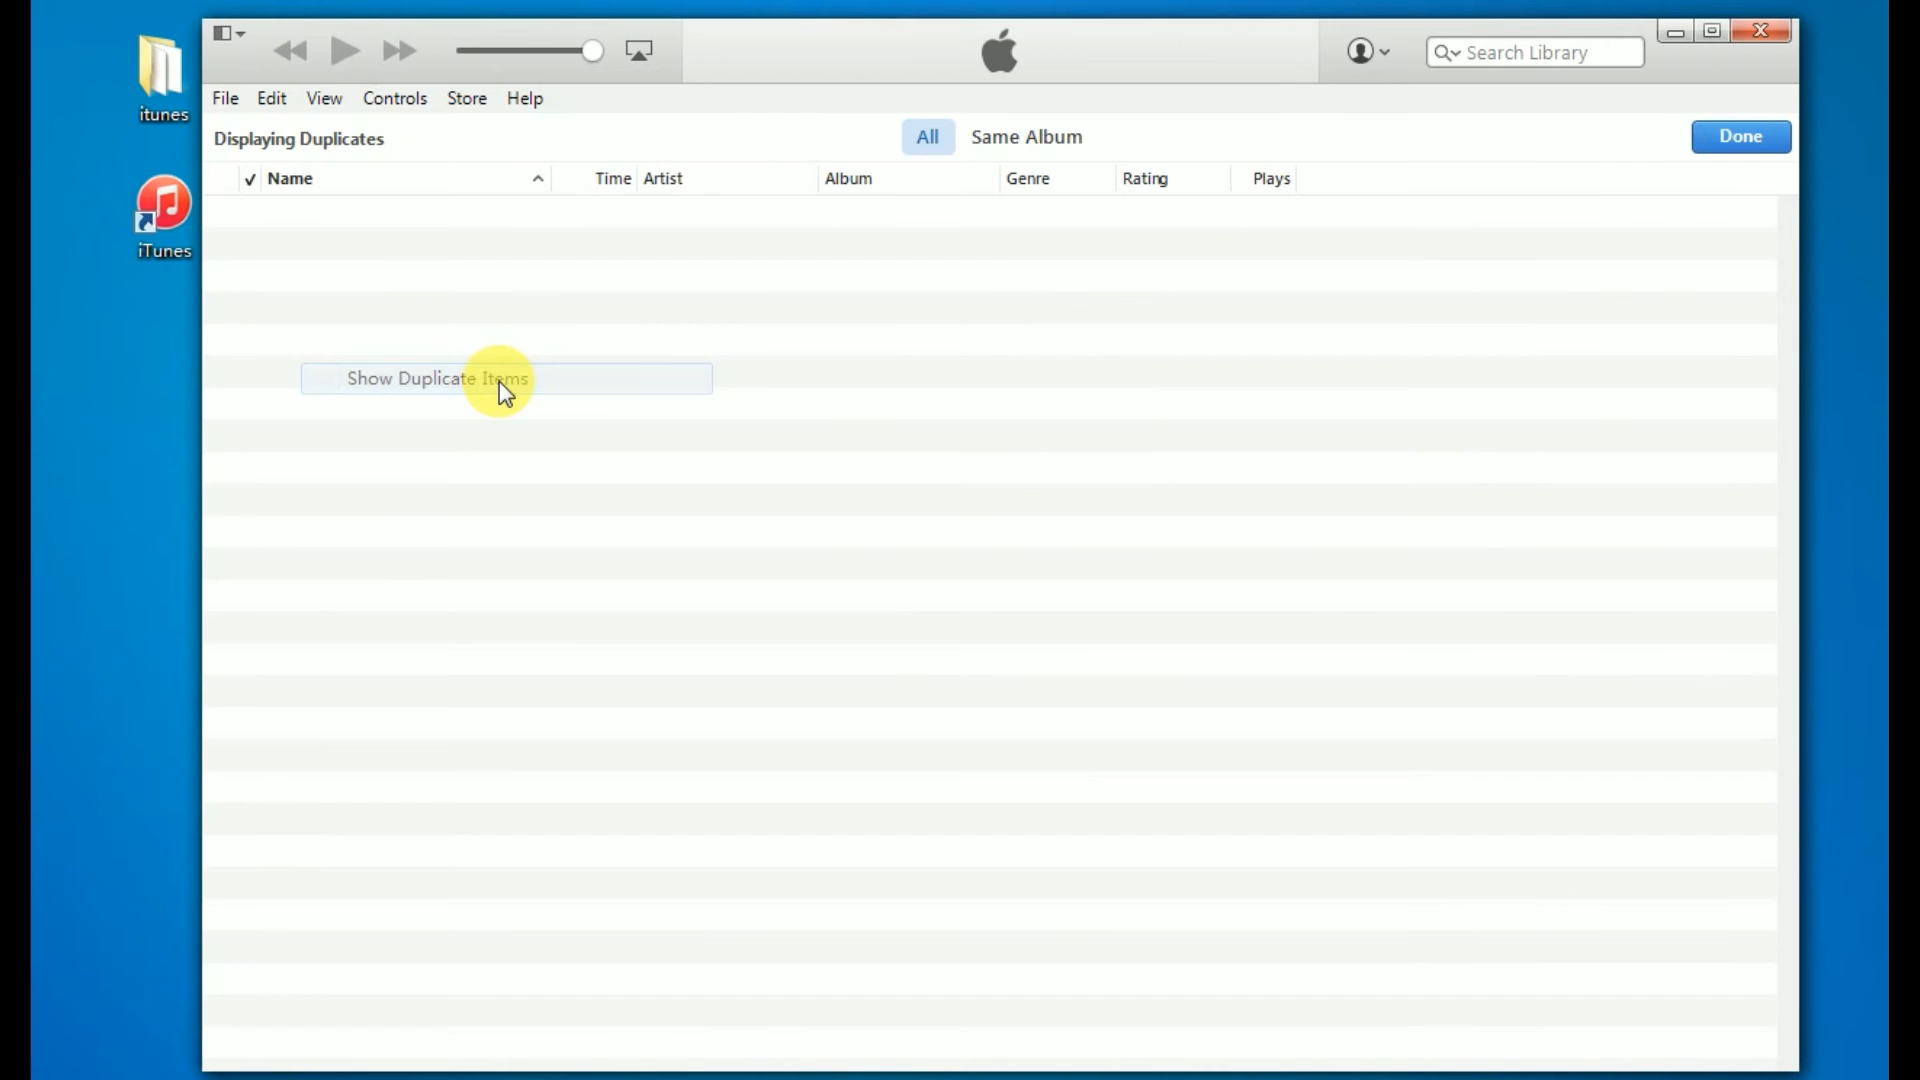 itunes
iTunes
Search Library
File Edit View Controls Store Help
Displaying Duplicates All Same Album Done
✓ Name Time Artist Album Genre Rating Plays
Show Duplicate Items